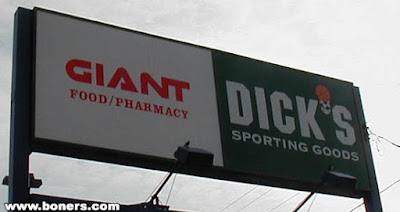 GIANT
FOOD/PHARMACY
DICK'S
SPORTING GOODS
www.boners.com